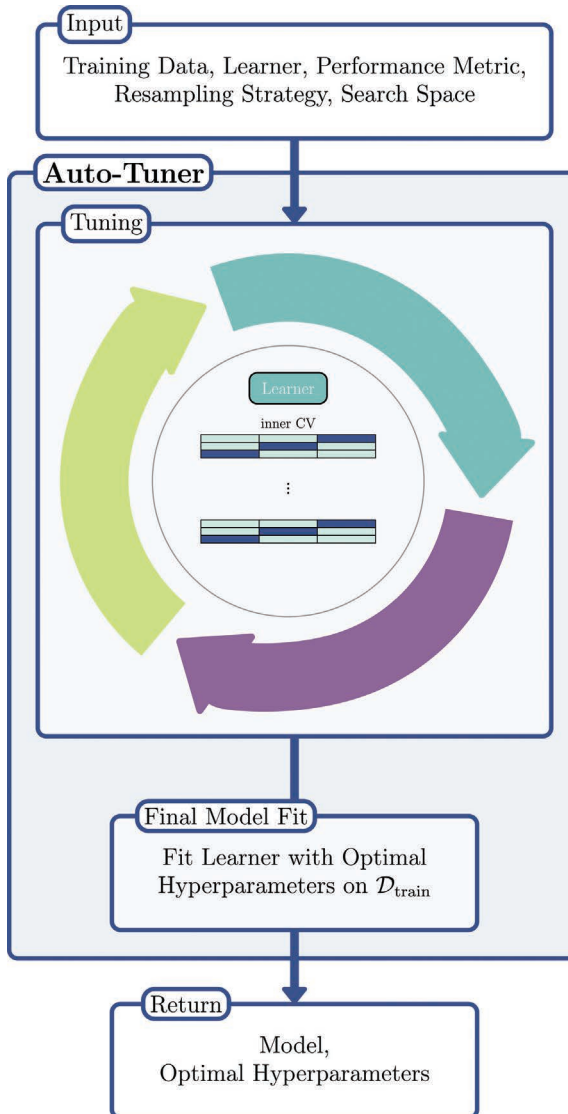 Input
Training Data, Learner, Performance Metric,
Resampling Strategy, Search Space
Auto-Tuner
Tuning
Learner
inner CV
⋮
Final Model Fit
Fit Learner with Optimal
Hyperparameters on 𝒟train
Return
Model,
Optimal Hyperparameters